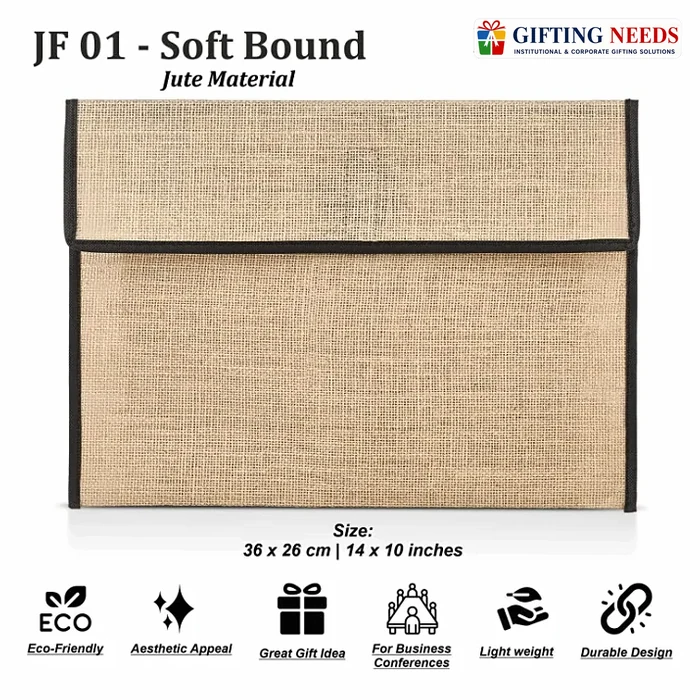 JF 01 - Soft Bound
Jute Material
GIFTING NEEDS
INSTITUTIONAL & CORPORATE GIFTING SOLUTIONS
Size:
36 x 26 cm | 14 x 10 inches
ECO
Eco-Friendly
Aesthetic Appeal
Great Gift Idea
For Business
Conferences
Light weight
Durable Design